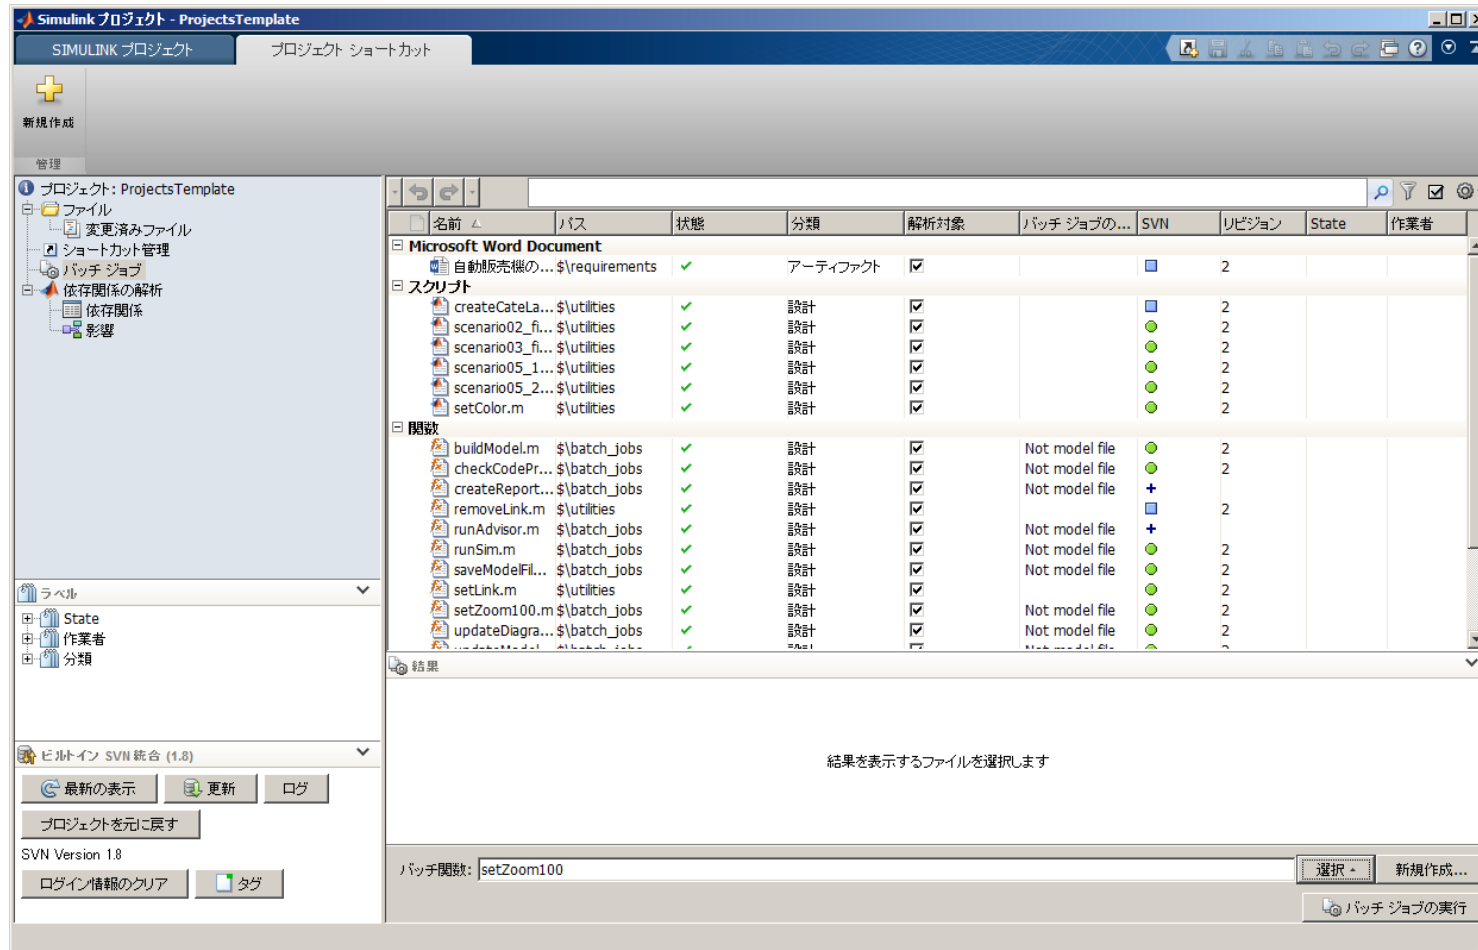 Simulink プロジェクト - ProjectsTemplate
SIMULINK プロジェクト
プロジェクト ショートカット
新規作成
管理
プロジェクト: ProjectsTemplate
ファイル
変更済みファイル
ショートカット管理
バッチ ジョブ
依存関係の解析
依存関係
影響
ラベル
State
作業者
分類
ビルトイン SVN 統合 (1.8)
最新の表示 更新 ログ
プロジェクトを元に戻す
SVN Version 1.8
ログイン情報のクリア タグ
名前 パス 状態 分類 解析対象 バッチ ジョブの... SVN リビジョン State 作業者
Microsoft Word Document
自動販売機の... $\requirements アーティファクト 2
スクリプト
createCateLa... $\utilities 設計 2
scenario02_fi... $\utilities 設計 2
scenario03_fi... $\utilities 設計 2
scenario05_1... $\utilities 設計 2
scenario05_2... $\utilities 設計 2
setColor.m $\utilities 設計 2
関数
buildModel.m $\batch_jobs 設計 Not model file 2
checkCodePr... $\batch_jobs 設計 Not model file 2
createReport... $\batch_jobs 設計 Not model file
removeLink.m $\utilities 設計 2
runAdvisor.m $\batch_jobs 設計 Not model file
runSim.m $\batch_jobs 設計 Not model file 2
saveModelFil... $\batch_jobs 設計 Not model file 2
setLink.m $\utilities 設計 2
setZoom100.m $\batch_jobs 設計 Not model file 2
updateDiagra... $\batch_jobs 設計 Not model file 2
結果
結果を表示するファイルを選択します
バッチ関数: setZoom100 選択 新規作成...
バッチ ジョブの実行